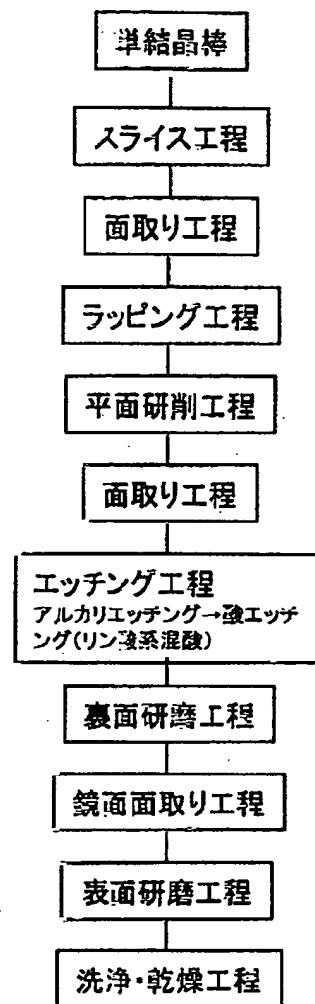 単結晶棒
スライス工程
面取り工程
ラッピング工程
平面研削工程
面取り工程
エッチング工程
アルカリエッチング→酸エッチ
ング(リン酸系混酸)
裏面研磨工程
鏡面面取り工程
表面研磨工程
洗浄・乾燥工程